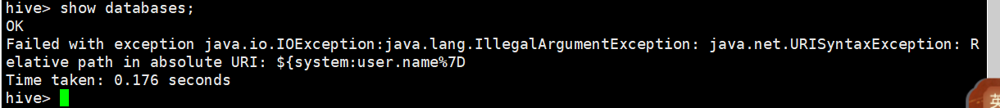 hive> show databases;
OK
Failed with exception java.io.IOException:java.lang.IllegalArgumentException: java.net.URISyntaxException: R
elative path in absolute URI: ${system:user.name%7D
Time taken: 0.176 seconds
hive>
英